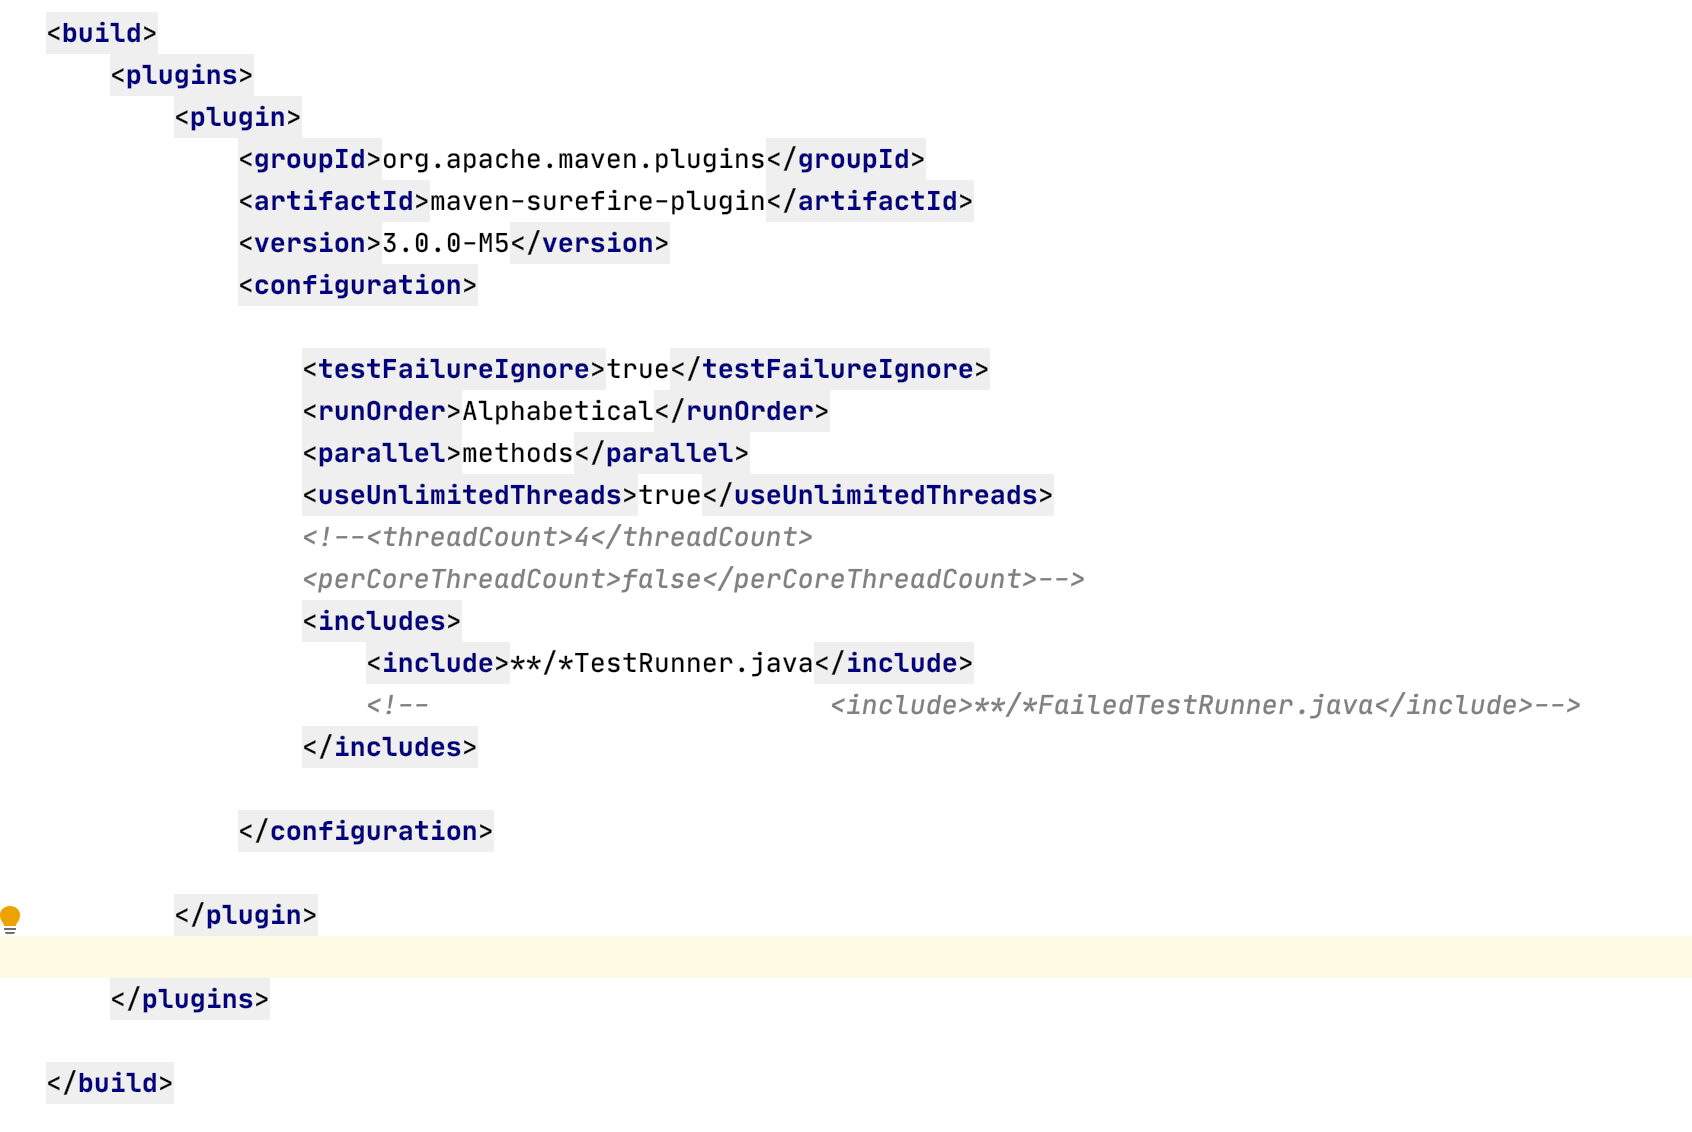 <build>
<plugins>
<plugin>
<groupId>org.apache.maven.plugins</groupId>
<artifactId>maven-surefire-plugin</artifactId>
<version>3.0.0-M5</version>
<configuration>
<testFailureIgnore>true</testFailureIgnore>
<runOrder>Alphabetical</runOrder>
<parallel>methods</parallel>
<useUnlimitedThreads>true</useUnlimitedThreads>
<!--<threadCount>4</threadCount>
<perCoreThreadCount>false</perCoreThreadCount>-->
<includes>
<include>**/*TestRunner.java</include>
<!--                         <include>**/*FailedTestRunner.java</include>-->
</includes>
</configuration>
</plugin>
</plugins>
</build>